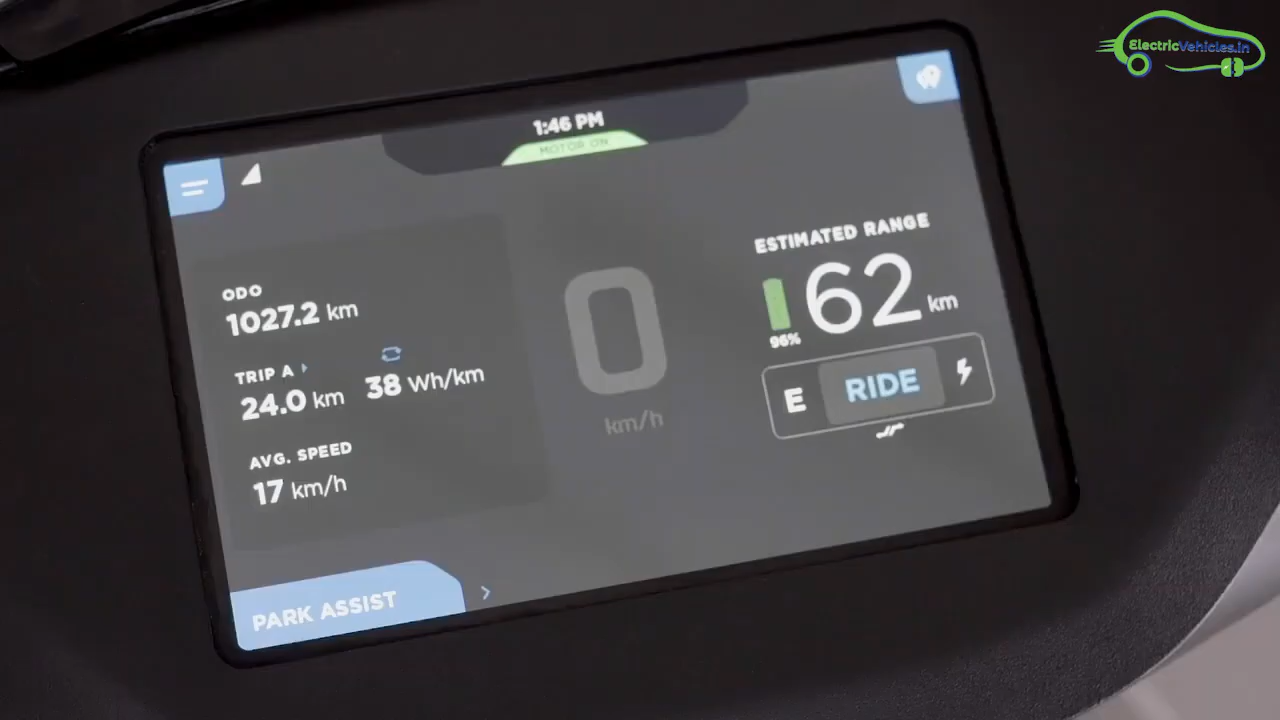 ElectricVehicles.in
1:46 PM
MOTOR ON
ODO
1027.2 km
TRIP A
24.0 km
38 Wh/km
AVG. SPEED
17 km/h
0
km/h
ESTIMATED RANGE
62 km
96%
E RIDE
PARK ASSIST